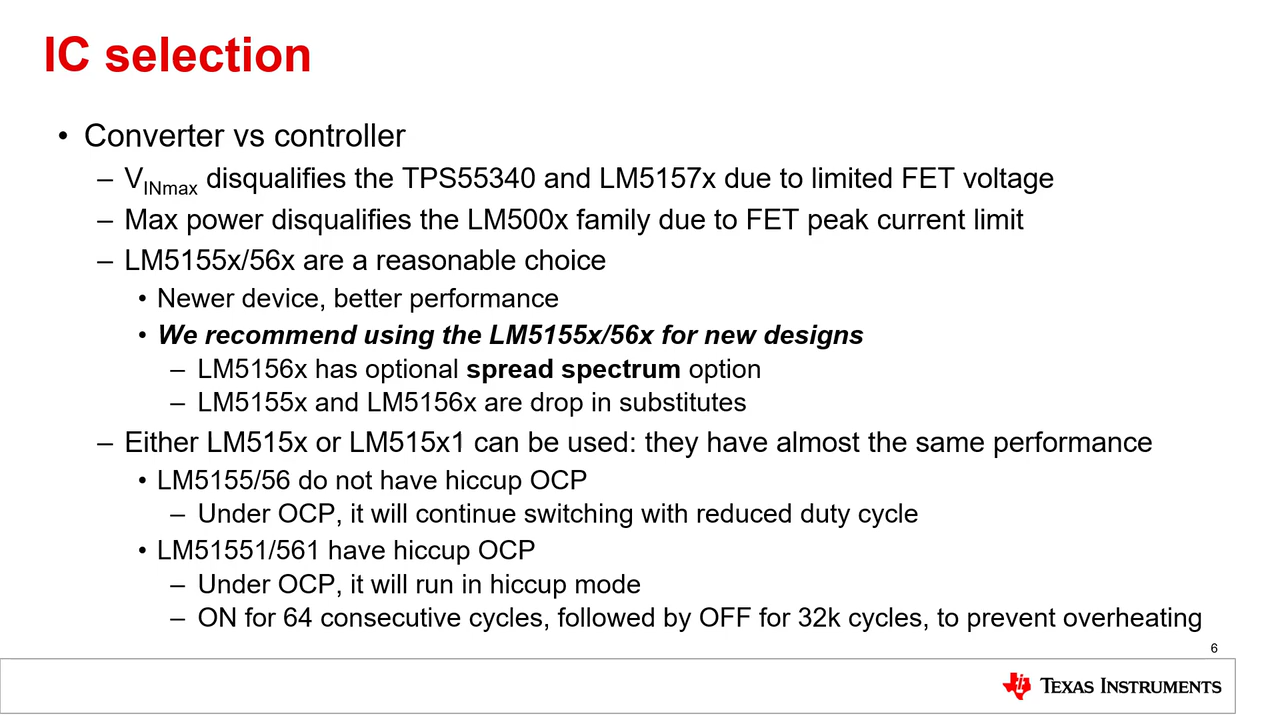 IC selection
• Converter vs controller
– VINmax disqualifies the TPS55340 and LM5157x due to limited FET voltage
– Max power disqualifies the LM500x family due to FET peak current limit
– LM5155x/56x are a reasonable choice
• Newer device, better performance
• We recommend using the LM5155x/56x for new designs
– LM5156x has optional spread spectrum option
– LM5155x and LM5156x are drop in substitutes
– Either LM515x or LM515x1 can be used: they have almost the same performance
• LM5155/56 do not have hiccup OCP
– Under OCP, it will continue switching with reduced duty cycle
• LM51551/561 have hiccup OCP
– Under OCP, it will run in hiccup mode
– ON for 64 consecutive cycles, followed by OFF for 32k cycles, to prevent overheating
6
TEXAS INSTRUMENTS